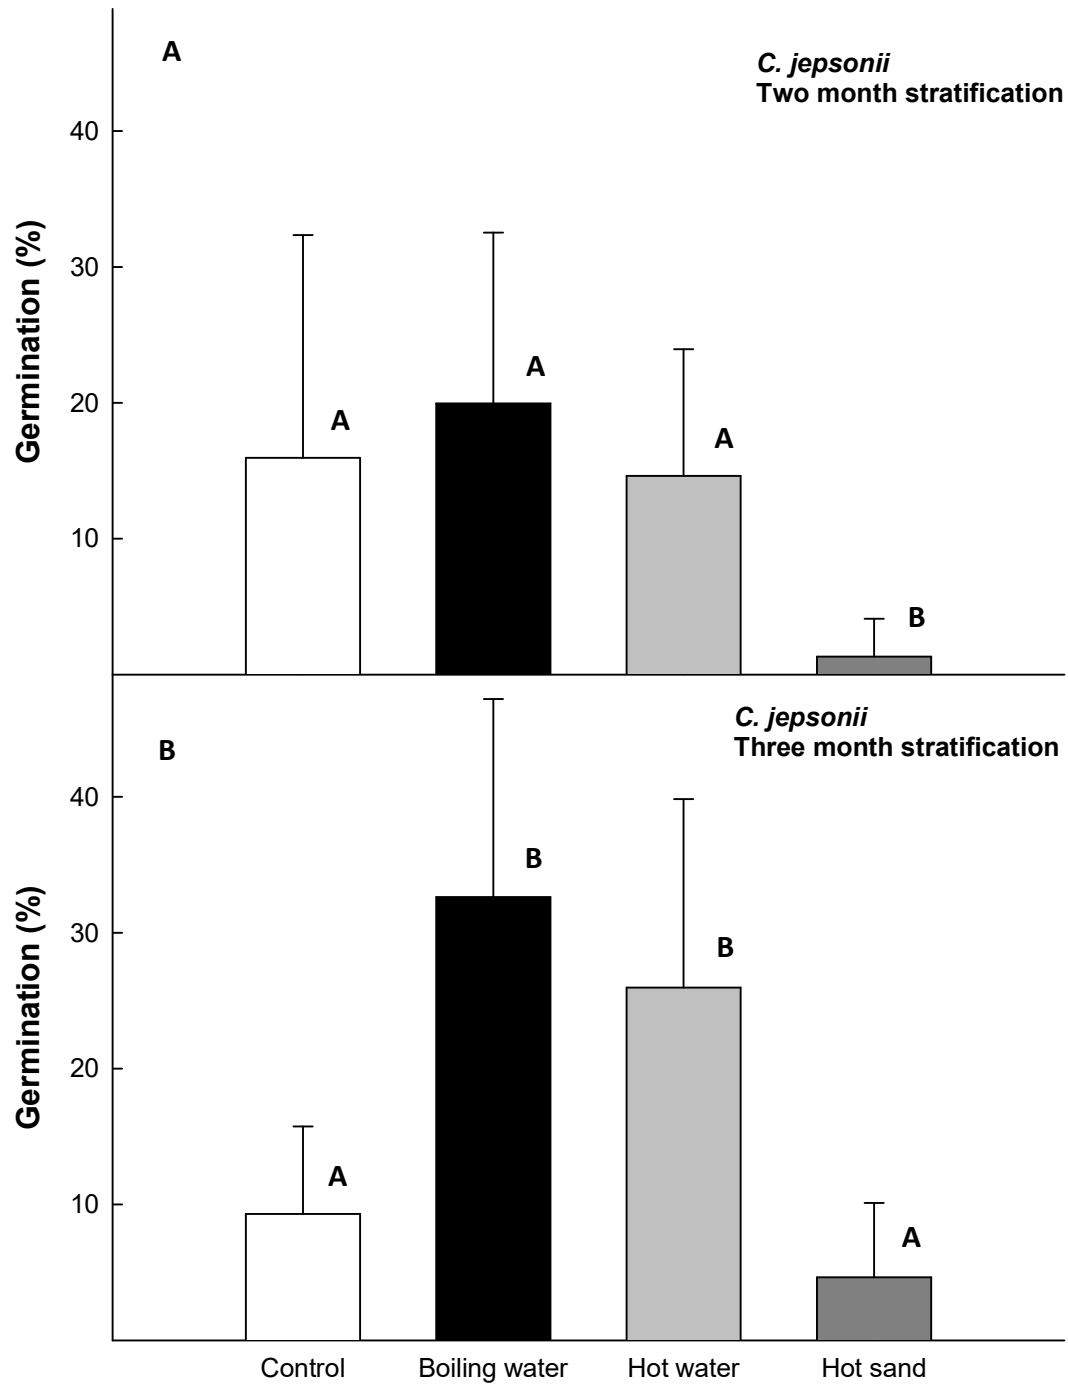 A
C. jepsonii
Two month stratification
Germination (%)
40
30
20
10
A
A
A
B
B
C. jepsonii
Three month stratification
Germination (%)
40
30
20
10
A
B
B
A
Control
Boiling water
Hot water
Hot sand